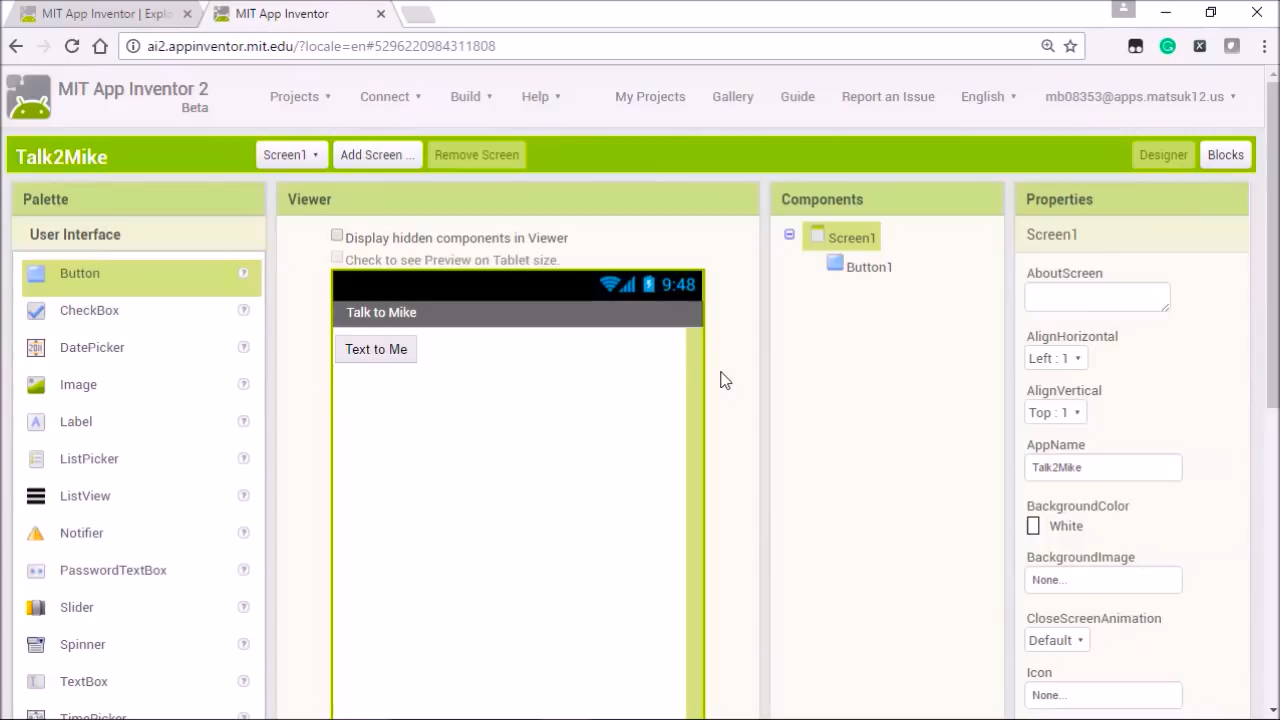 MIT App Inventor | Explo
MIT App Inventor
ai2.appinventor.mit.edu/?locale=en#5296220984311808
MIT App Inventor 2
Beta
Projects
Connect
Build
Help
My Projects
Gallery
Guide
Report an Issue
English
mb08353@apps.matsuk12.us
Talk2Mike
Screen1
Add Screen ...
Remove Screen
Designer
Blocks
Palette
User Interface
Button
CheckBox
DatePicker
Image
Label
ListPicker
ListView
Notifier
PasswordTextBox
Slider
Spinner
TextBox
TimePicker
Viewer
Display hidden components in Viewer
Check to see Preview on Tablet size.
9:48
Talk to Mike
Text to Me
Components
Screen1
Button1
Properties
Screen1
AboutScreen
AlignHorizontal
Left : 1
AlignVertical
Top : 1
AppName
Talk2Mike
BackgroundColor
White
BackgroundImage
None...
CloseScreenAnimation
Default
Icon
None...